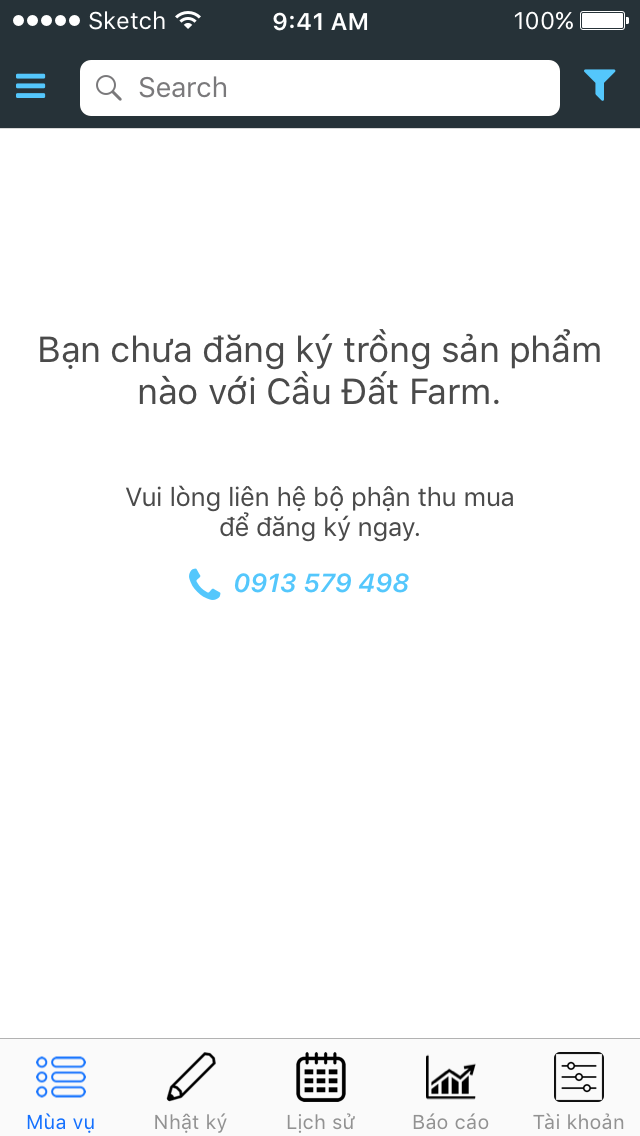 Sketch 9:41 AM 100%
Search
Bạn chưa đăng ký trồng sản phẩm
nào với Cầu Đất Farm.
Vui lòng liên hệ bộ phận thu mua
để đăng ký ngay.
0913 579 498
Mùa vụ Nhật ký Lịch sử Báo cáo Tài khoản